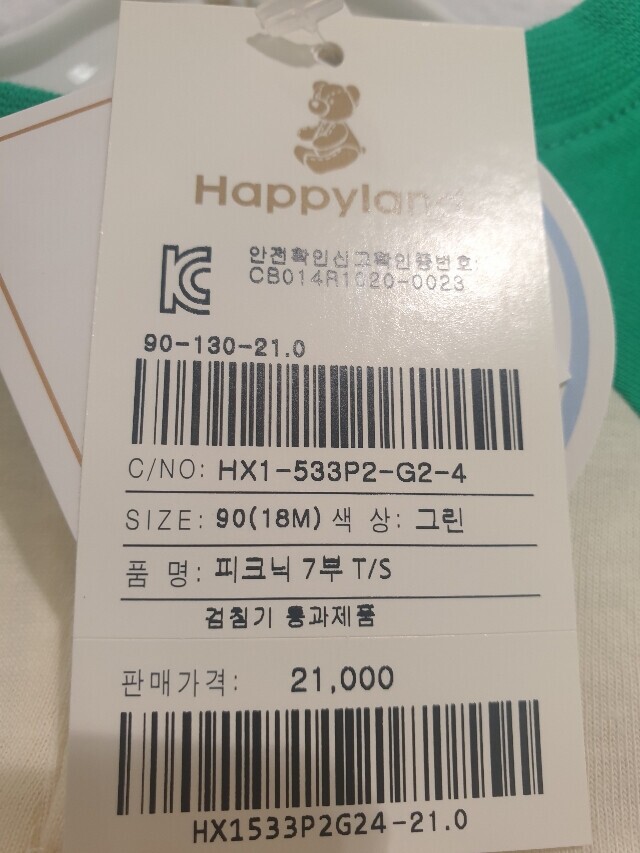 Happyland
안전확인신고확인증번호:
CB014R1020-0023
90-130-21.0
C/NO: HX1-533P2-G2-4
SIZE: 90(18M) 색 상: 그린
품 명: 피크닉 7부 T/S
검침기 통과제품
판매가격: 21,000
HX1533P2G24-21.0